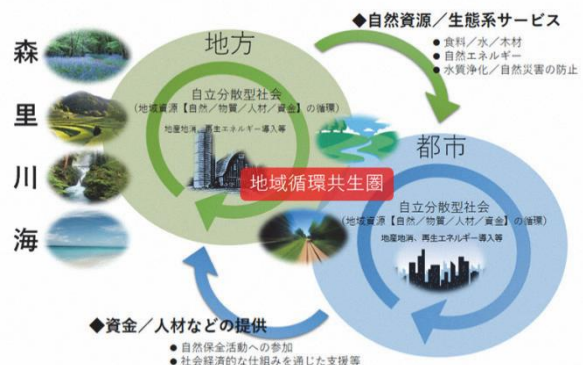 森
里
川
海
地方
自立分散型社会
(地域資源【自然／物質／人材／資金】の循環)
地産地消、再生エネルギー導入等
◆自然資源／生態系サービス
● 食料／水／木材
● 自然エネルギー
● 水質浄化／自然災害の防止
地域循環共生圏
都市
自立分散型社会
(地域資源【自然／物質／人材／資金】の循環)
地産地消、再生エネルギー導入等
◆資金／人材などの提供
● 自然保全活動への参加
● 社会経済的な仕組みを通じた支援等